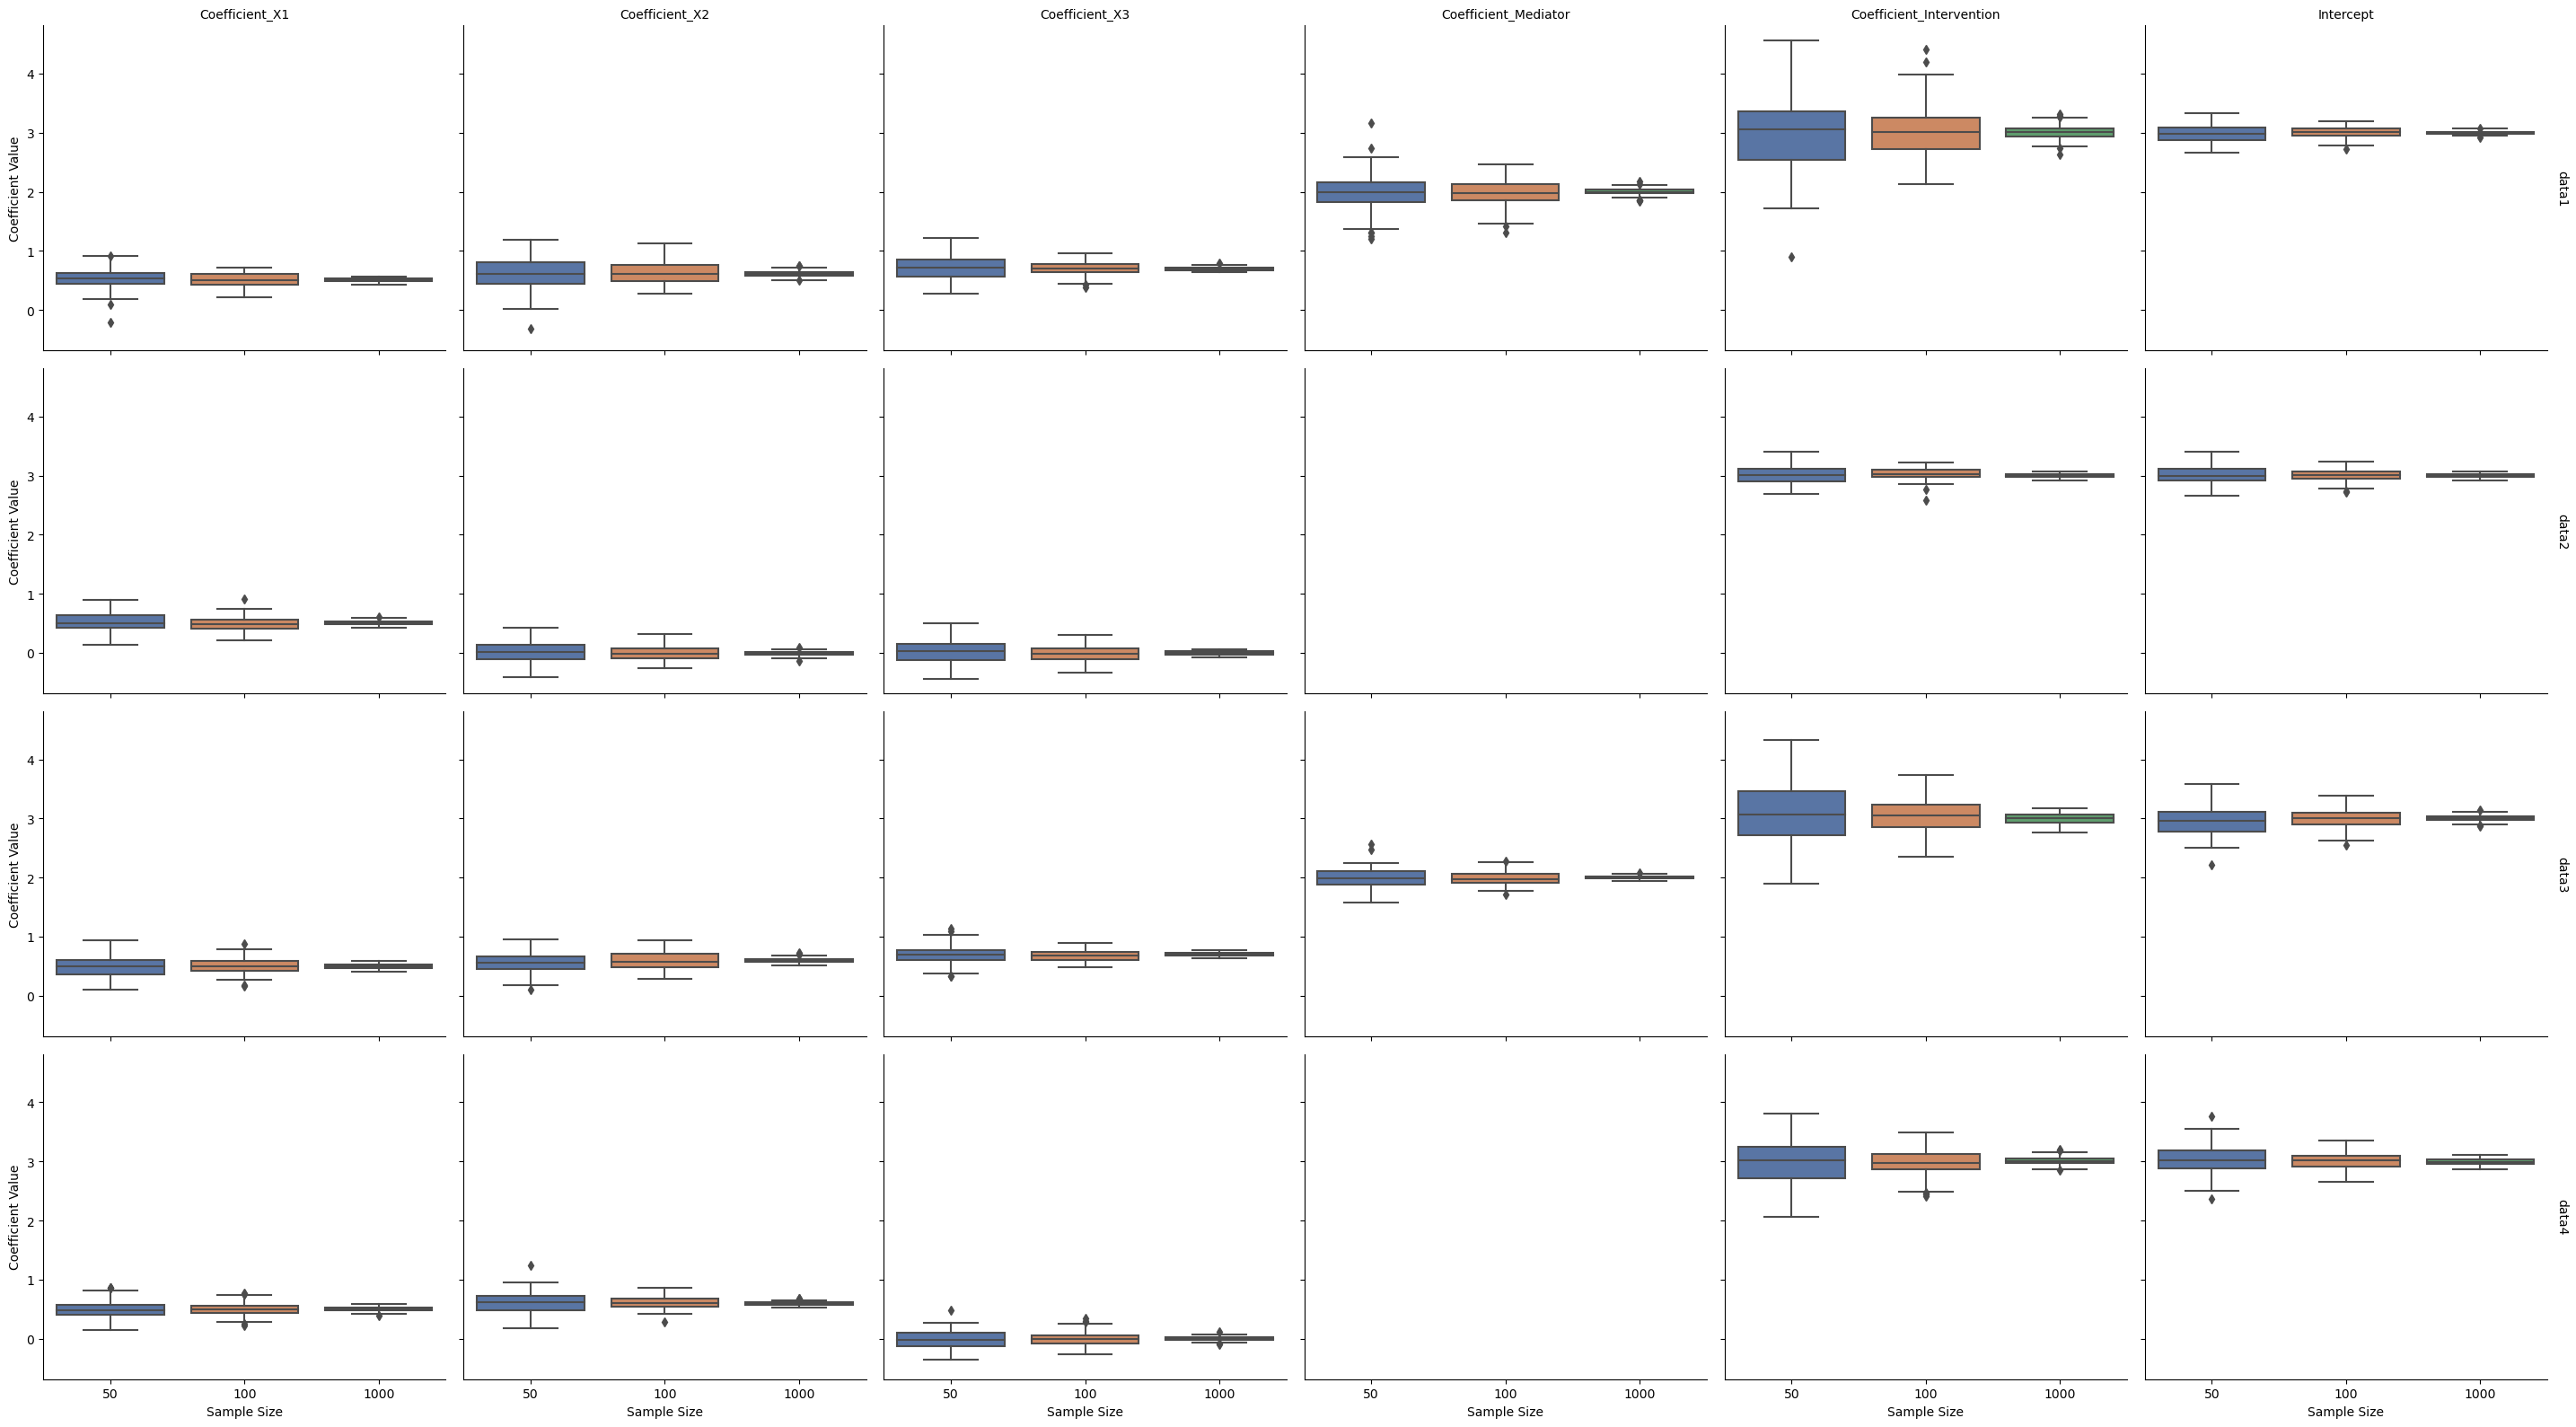 Coefficient_X1
Coefficient_X2
Coefficient_X3
Coefficient_Mediator
Coefficient_Intervention
Intercept
4
3
2
1
0
Coefficient Value
data1
4
3
2
1
0
Coefficient Value
data2
4
3
2
1
0
Coefficient Value
data3
4
3
2
1
0
Coefficient Value
data4
50 100 1000
50 100 1000
50 100 1000
50 100 1000
50 100 1000
50 100 1000
Sample Size
Sample Size
Sample Size
Sample Size
Sample Size
Sample Size